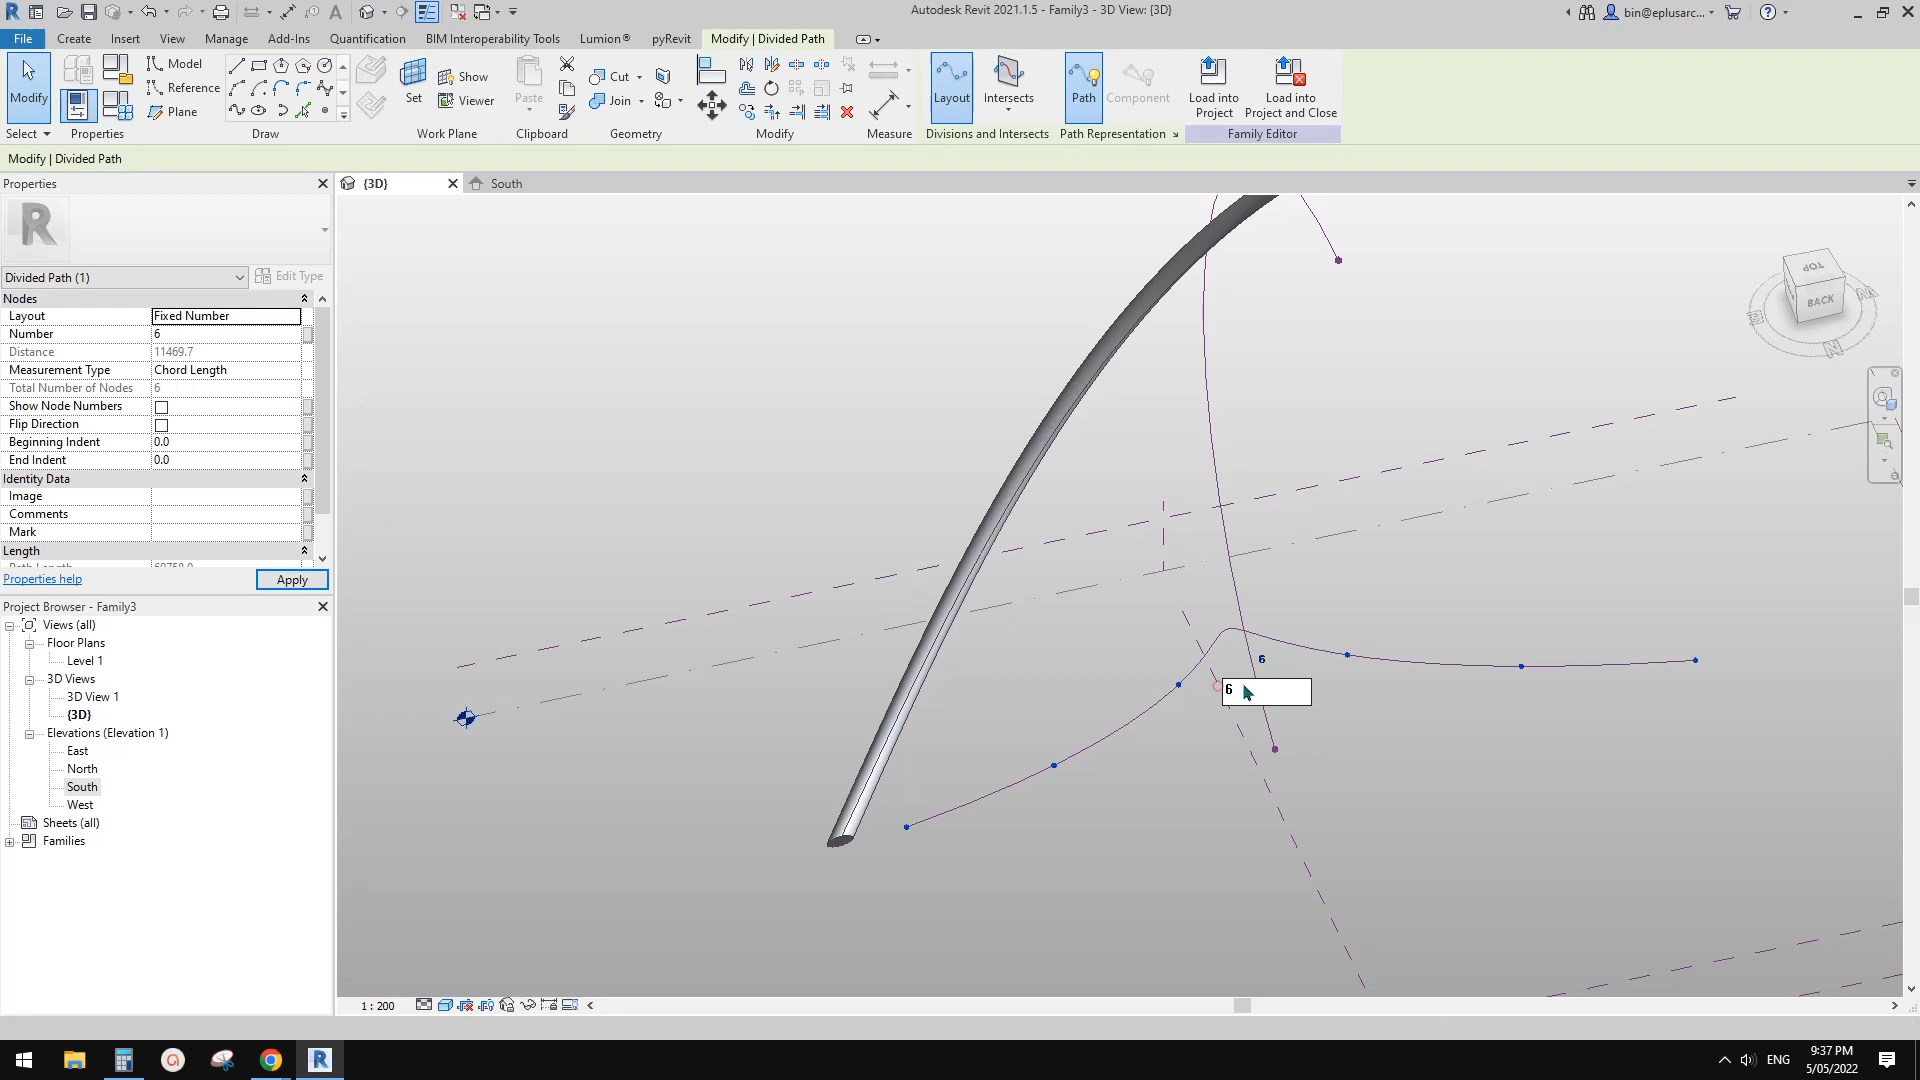 Autodesk Revit 2021.1.5 - Family3 - 3D View: {3D}
bin@eplusarc...
File Create Insert View Manage Add-Ins Quantification BIM Interoperability Tools Lumion® pyRevit Modify | Divided Path
Modify Model Reference Plane Set Show Viewer Paste Cut Join Layout Intersects Path Component Load into Project Load into Project and Close
Select Properties Draw Work Plane Clipboard Geometry Modify Measure Divisions and Intersects Path Representation Family Editor
Modify | Divided Path
Properties
{3D} South
R
Divided Path (1) Edit Type
Nodes
Layout Fixed Number
Number 6
Distance 11469.7
Measurement Type Chord Length
Total Number of Nodes 6
Show Node Numbers
Flip Direction
Beginning Indent 0.0
End Indent 0.0
Identity Data
Image
Comments
Mark
Length
Properties help Apply
Project Browser - Family3
Views (all)
Floor Plans
Level 1
3D Views
3D View 1
{3D}
Elevations (Elevation 1)
East
North
South
West
Sheets (all)
Families
TOP
BACK
6
6
1 : 200
ENG
9:37 PM
5/05/2022